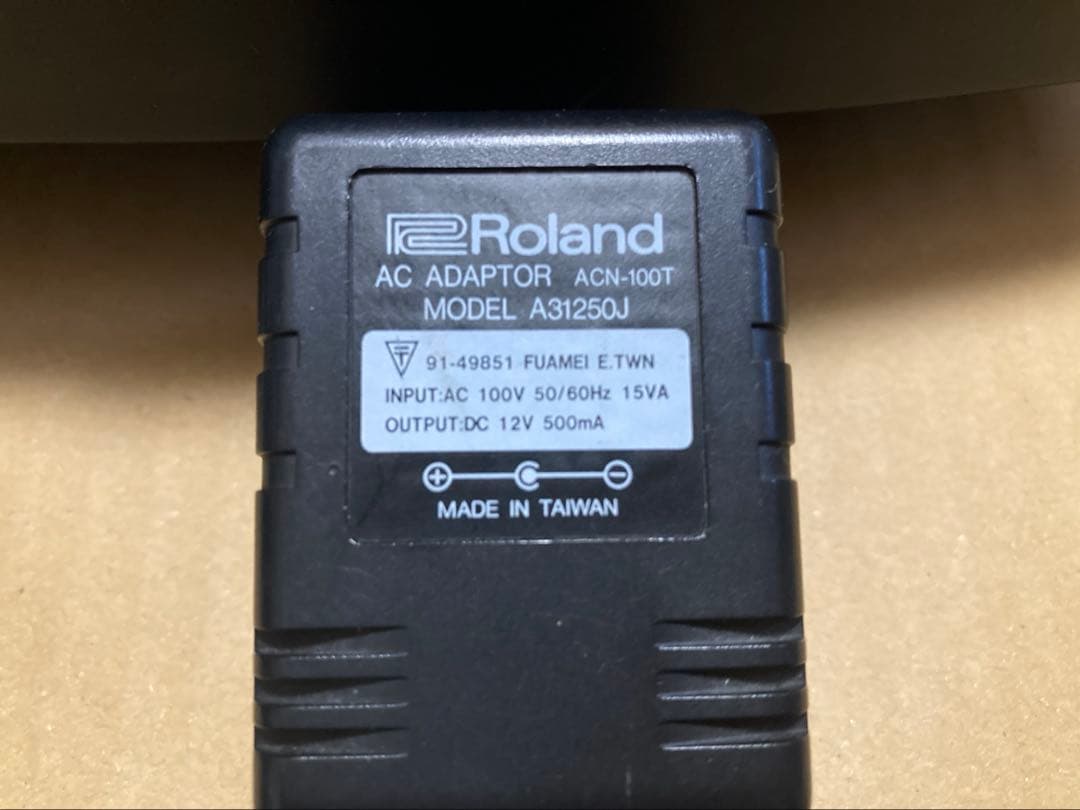 Roland
AC ADAPTOR ACN-100T
MODEL A31250J
T 91-49851 FUAMEI E.TWN
INPUT:AC 100V 50/60Hz 15VA
OUTPUT:DC 12V 500mA
+ -
MADE IN TAIWAN